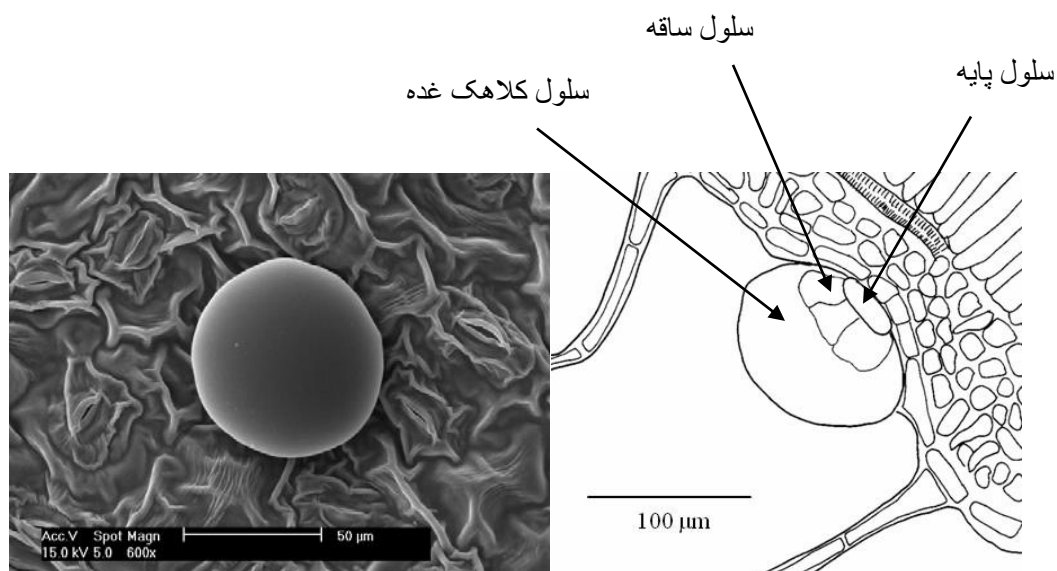 سلول ساقه
سلول پایه
سلول کلاهک غده
Acc.V Spot Magn 50 µm
15.0 kV 5.0 600x
100 µm